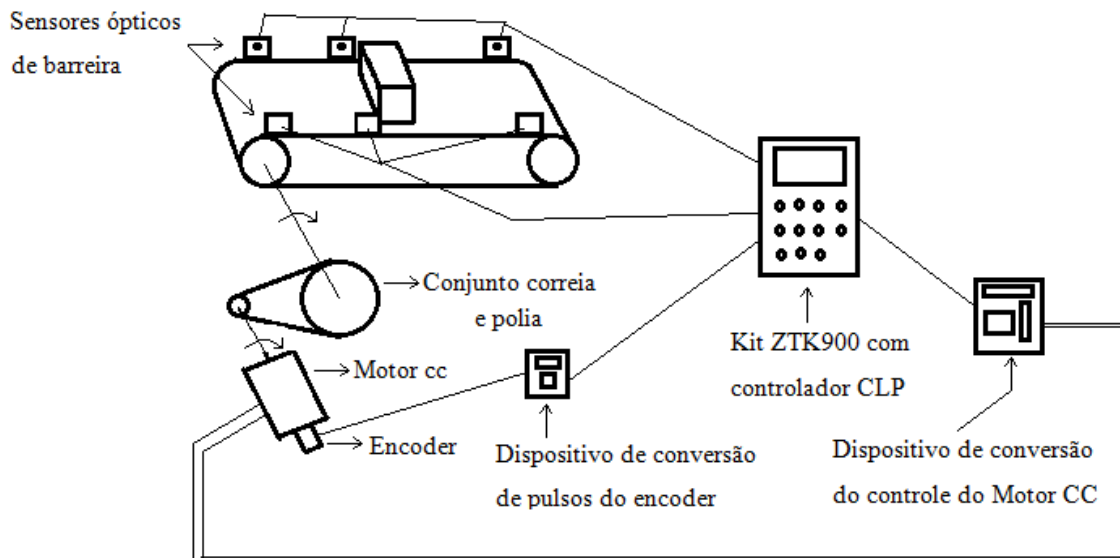 Sensores ópticos
de barreira
Conjunto correia
e polia
Motor cc
Encoder
Dispositivo de conversão
de pulsos do encoder
Kit ZTK900 com
controlador CLP
Dispositivo de conversão
do controle do Motor CC